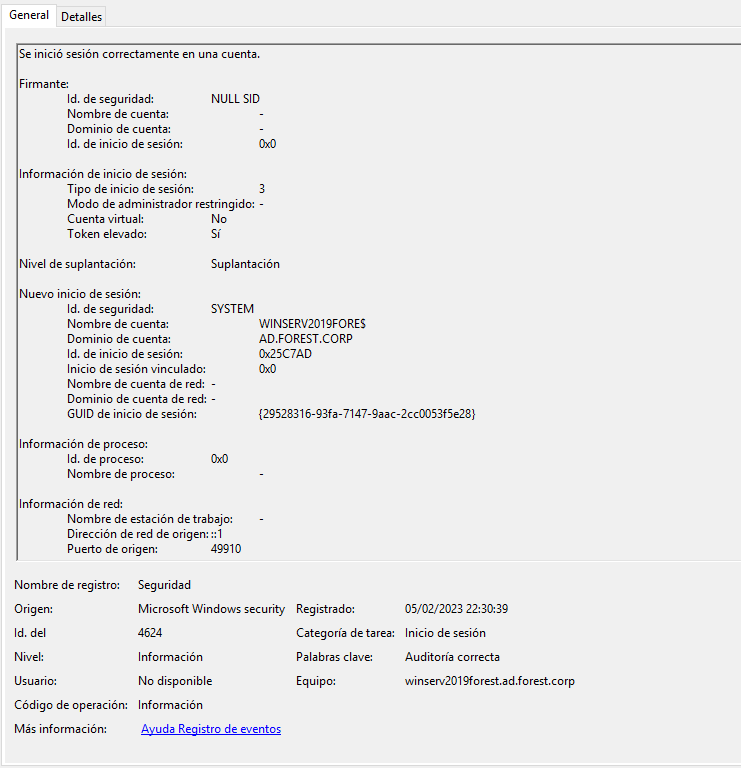 General Detalles
Se inició sesión correctamente en una cuenta.
Firmante:
Id. de seguridad: NULL SID
Nombre de cuenta: -
Dominio de cuenta: -
Id. de inicio de sesión: 0x0
Información de inicio de sesión:
Tipo de inicio de sesión: 3
Modo de administrador restringido: -
Cuenta virtual: No
Token elevado: Sí
Nivel de suplantación: Suplantación
Nuevo inicio de sesión:
Id. de seguridad: SYSTEM
Nombre de cuenta: WINSERV2019FORE$
Dominio de cuenta: AD.FOREST.CORP
Id. de inicio de sesión: 0x25C7AD
Inicio de sesión vinculado: 0x0
Nombre de cuenta de red: -
Dominio de cuenta de red: -
GUID de inicio de sesión: {29528316-93fa-7147-9aac-2cc0053f5e28}
Información de proceso:
Id. de proceso: 0x0
Nombre de proceso: -
Información de red:
Nombre de estación de trabajo: -
Dirección de red de origen: ::1
Puerto de origen: 49910
Nombre de registro: Seguridad
Origen: Microsoft Windows security Registrado: 05/02/2023 22:30:39
Id. del 4624 Categoría de tarea: Inicio de sesión
Nivel: Información Palabras clave: Auditoría correcta
Usuario: No disponible Equipo: winserv2019forest.ad.forest.corp
Código de operación: Información
Más información: Ayuda Registro de eventos